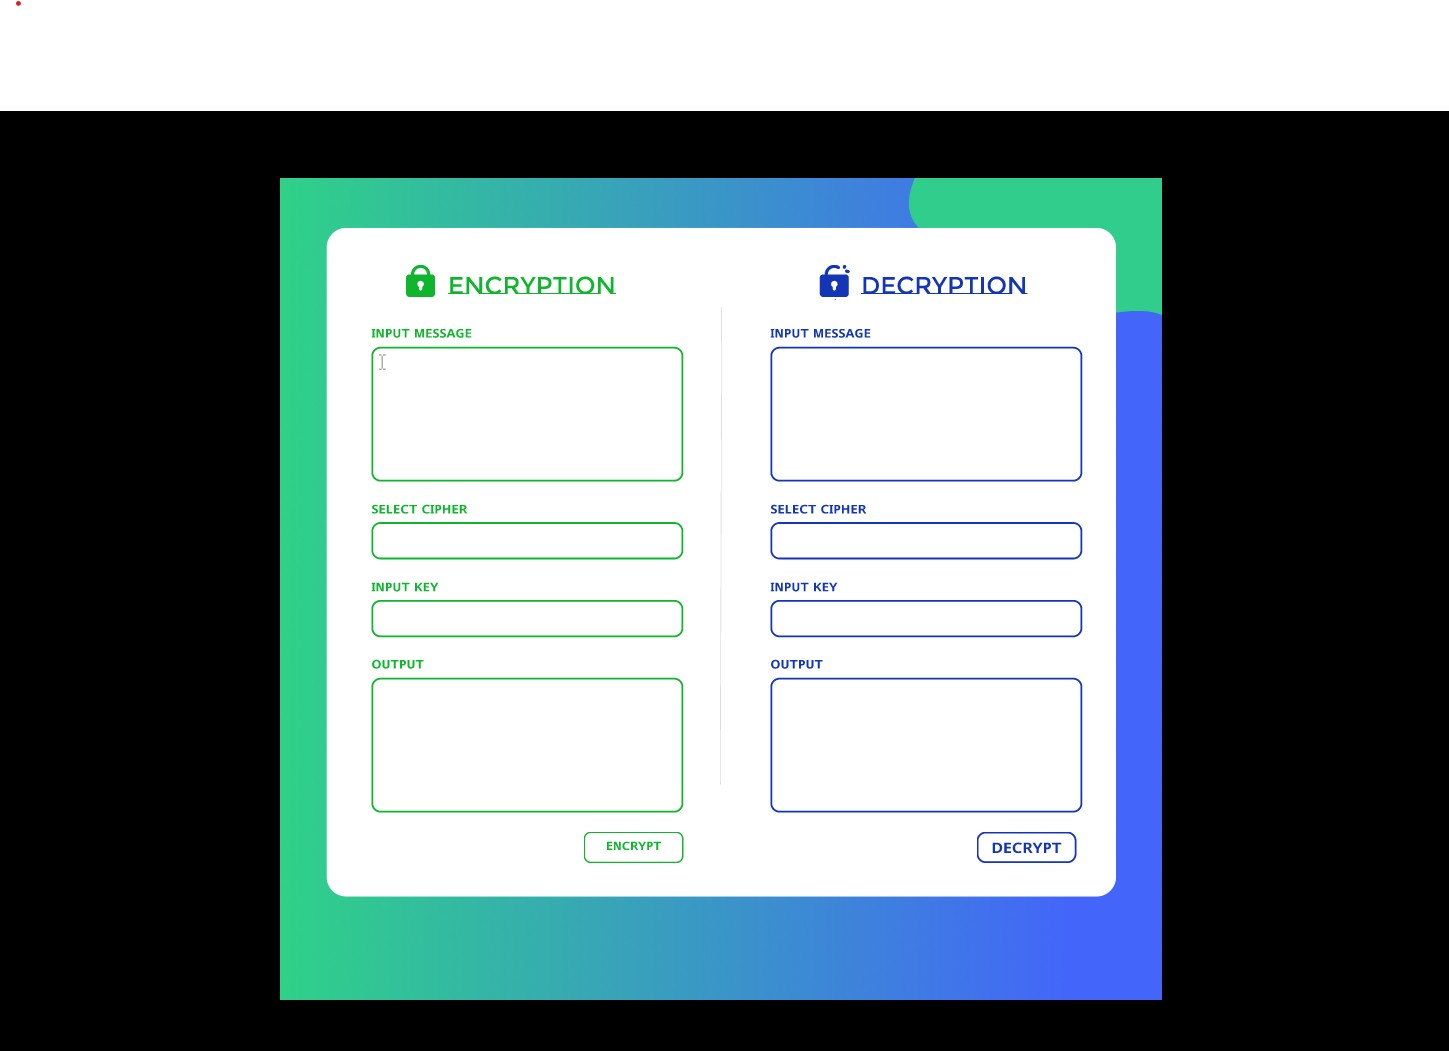 ENCRYPTION
INPUT MESSAGE
SELECT CIPHER
INPUT KEY
OUTPUT
ENCRYPT
DECRYPTION
INPUT MESSAGE
SELECT CIPHER
INPUT KEY
OUTPUT
DECRYPT